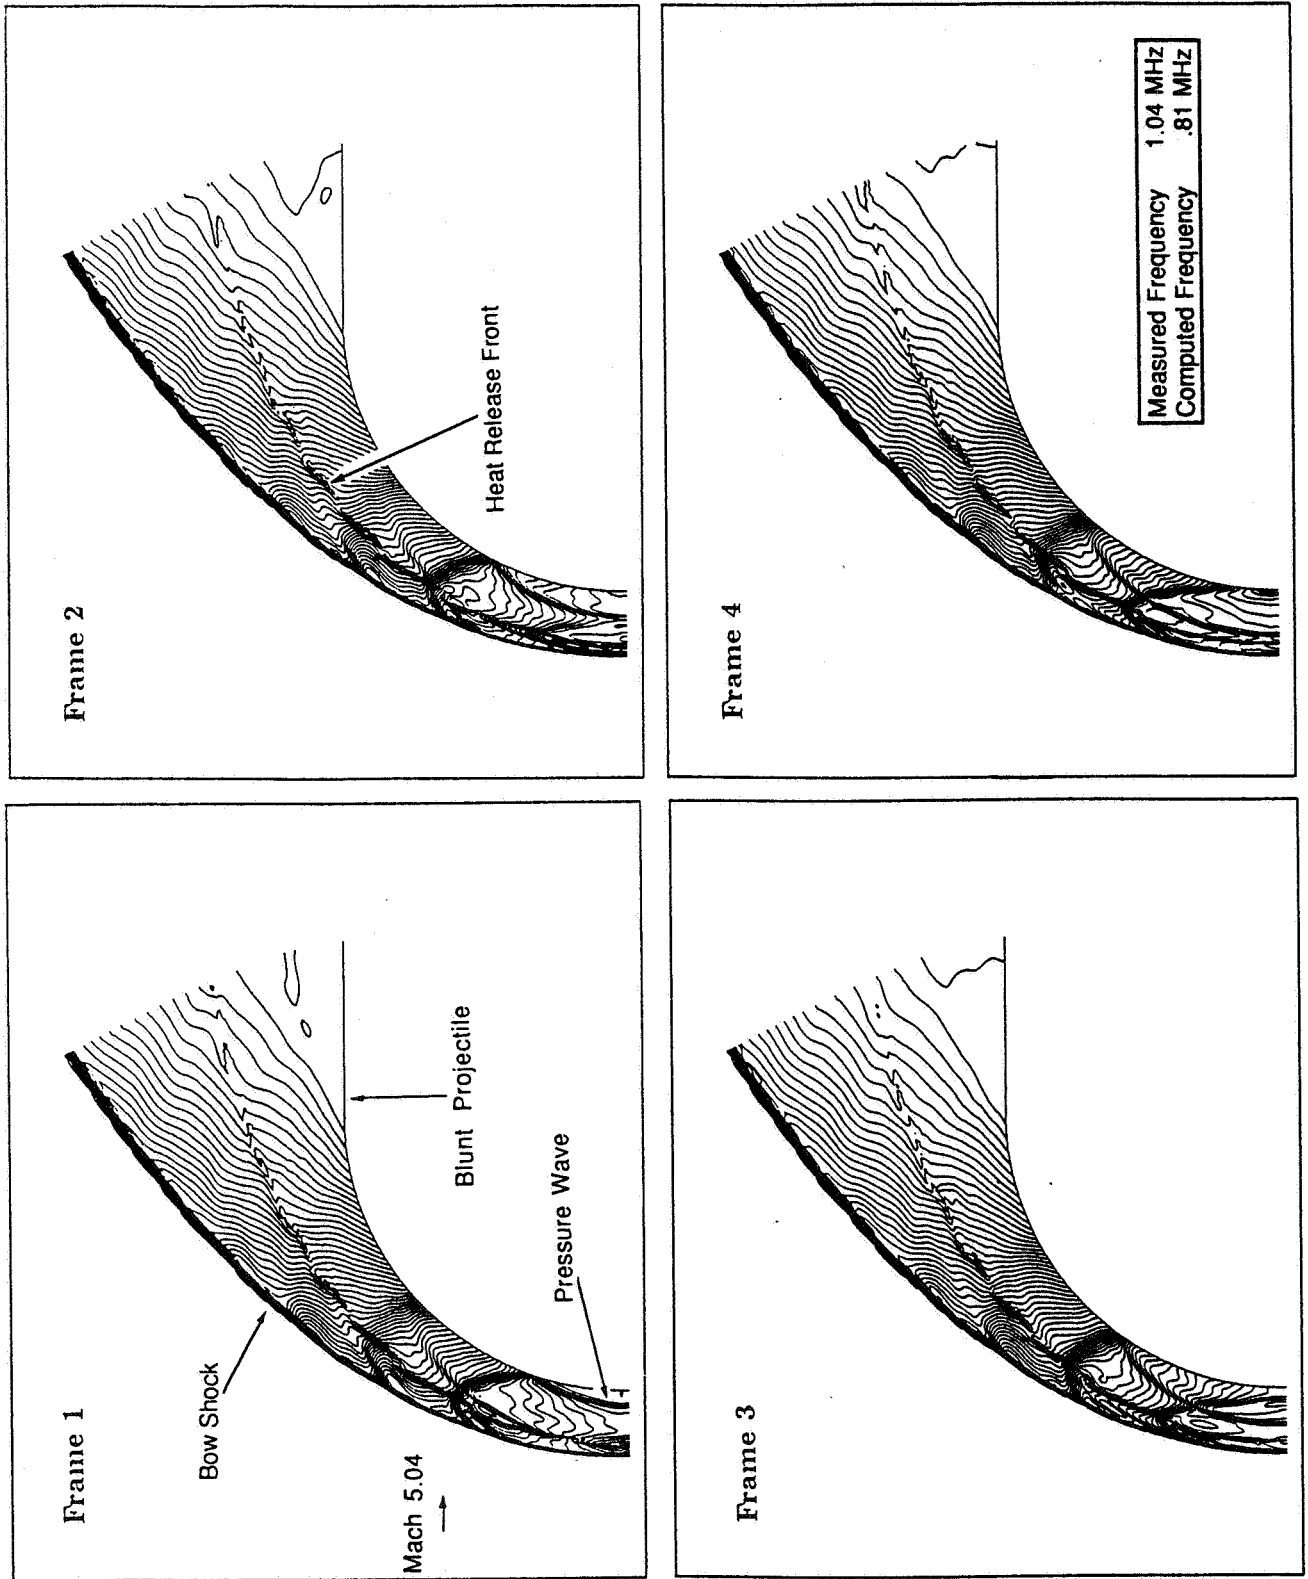 Frame 1
Bow Shock
Mach 5.04
Blunt Projectile
Pressure Wave
Frame 2
Heat Release Front
Frame 3
Frame 4
Measured Frequency 1.04 MHz
Computed Frequency .81 MHz